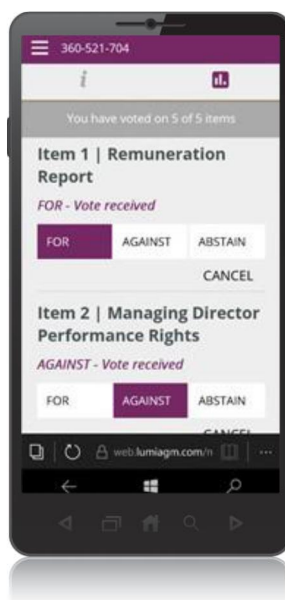 360-521-704
i
You have voted on 5 of 5 items
Item 1 | Remuneration
Report
FOR - Vote received
FOR AGAINST ABSTAIN
CANCEL
Item 2 | Managing Director
Performance Rights
AGAINST - Vote received
FOR AGAINST ABSTAIN
CANCEL
web.lumiagm.com/n